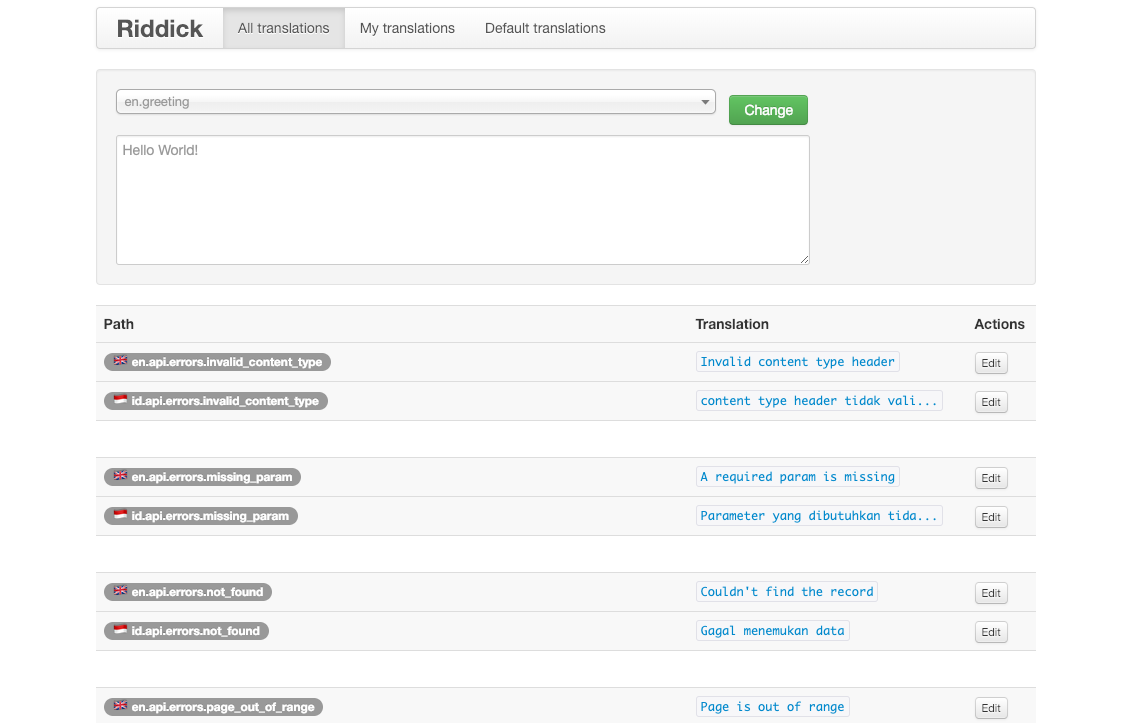 Riddick All translations My translations Default translations
en.greeting Change
Hello World!
Path Translation Actions
en.api.errors.invalid_content_type Invalid content type header Edit
id.api.errors.invalid_content_type content type header tidak vali... Edit
en.api.errors.missing_param A required param is missing Edit
id.api.errors.missing_param Parameter yang dibutuhkan tida... Edit
en.api.errors.not_found Couldn't find the record Edit
id.api.errors.not_found Gagal menemukan data Edit
en.api.errors.page_out_of_range Page is out of range Edit